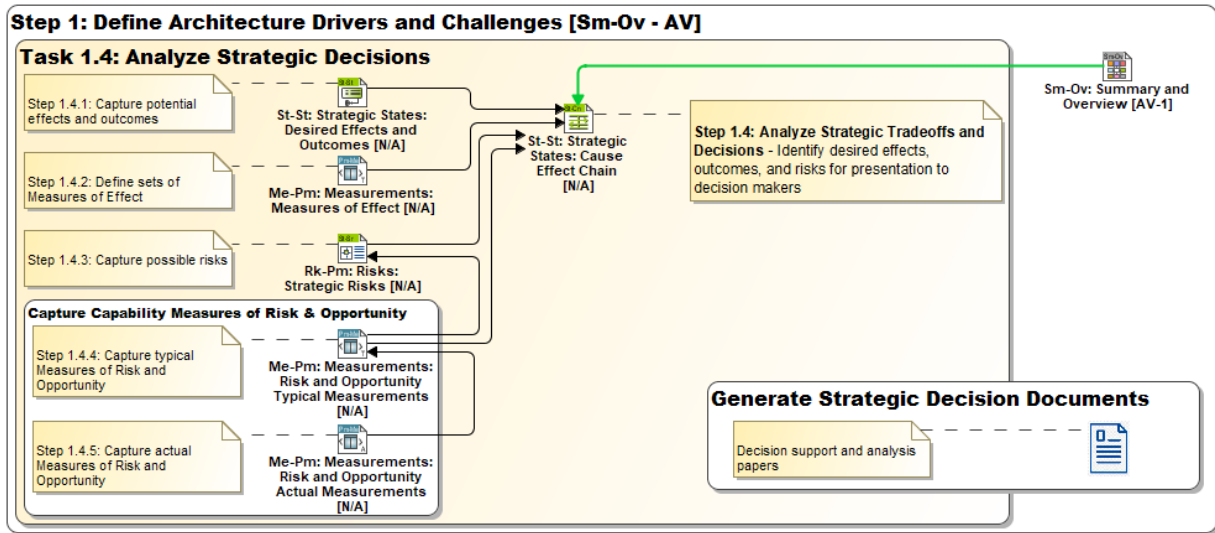 Step 1: Define Architecture Drivers and Challenges [Sm-Ov - AV]
Task 1.4: Analyze Strategic Decisions
Step 1.4.1: Capture potential
effects and outcomes
St-St: Strategic States:
Desired Effects and
Outcomes [N/A]
St-St: Strategic
States: Cause
Effect Chain
[N/A]
Step 1.4: Analyze Strategic Tradeoffs and
Decisions - Identify desired effects,
outcomes, and risks for presentation to
decision makers
Sm-Ov: Summary and
Overview [AV-1]
Step 1.4.2: Define sets of
Measures of Effect
Me-Pm: Measurements:
Measures of Effect [N/A]
Step 1.4.3: Capture possible risks
Rk-Pm: Risks:
Strategic Risks [N/A]
Capture Capability Measures of Risk & Opportunity
Step 1.4.4: Capture typical
Measures of Risk and
Opportunity
Me-Pm: Measurements:
Risk and Opportunity
Typical Measurements
[N/A]
Step 1.4.5: Capture actual
Measures of Risk and
Opportunity
Me-Pm: Measurements:
Risk and Opportunity
Actual Measurements
[N/A]
Generate Strategic Decision Documents
Decision support and analysis
papers